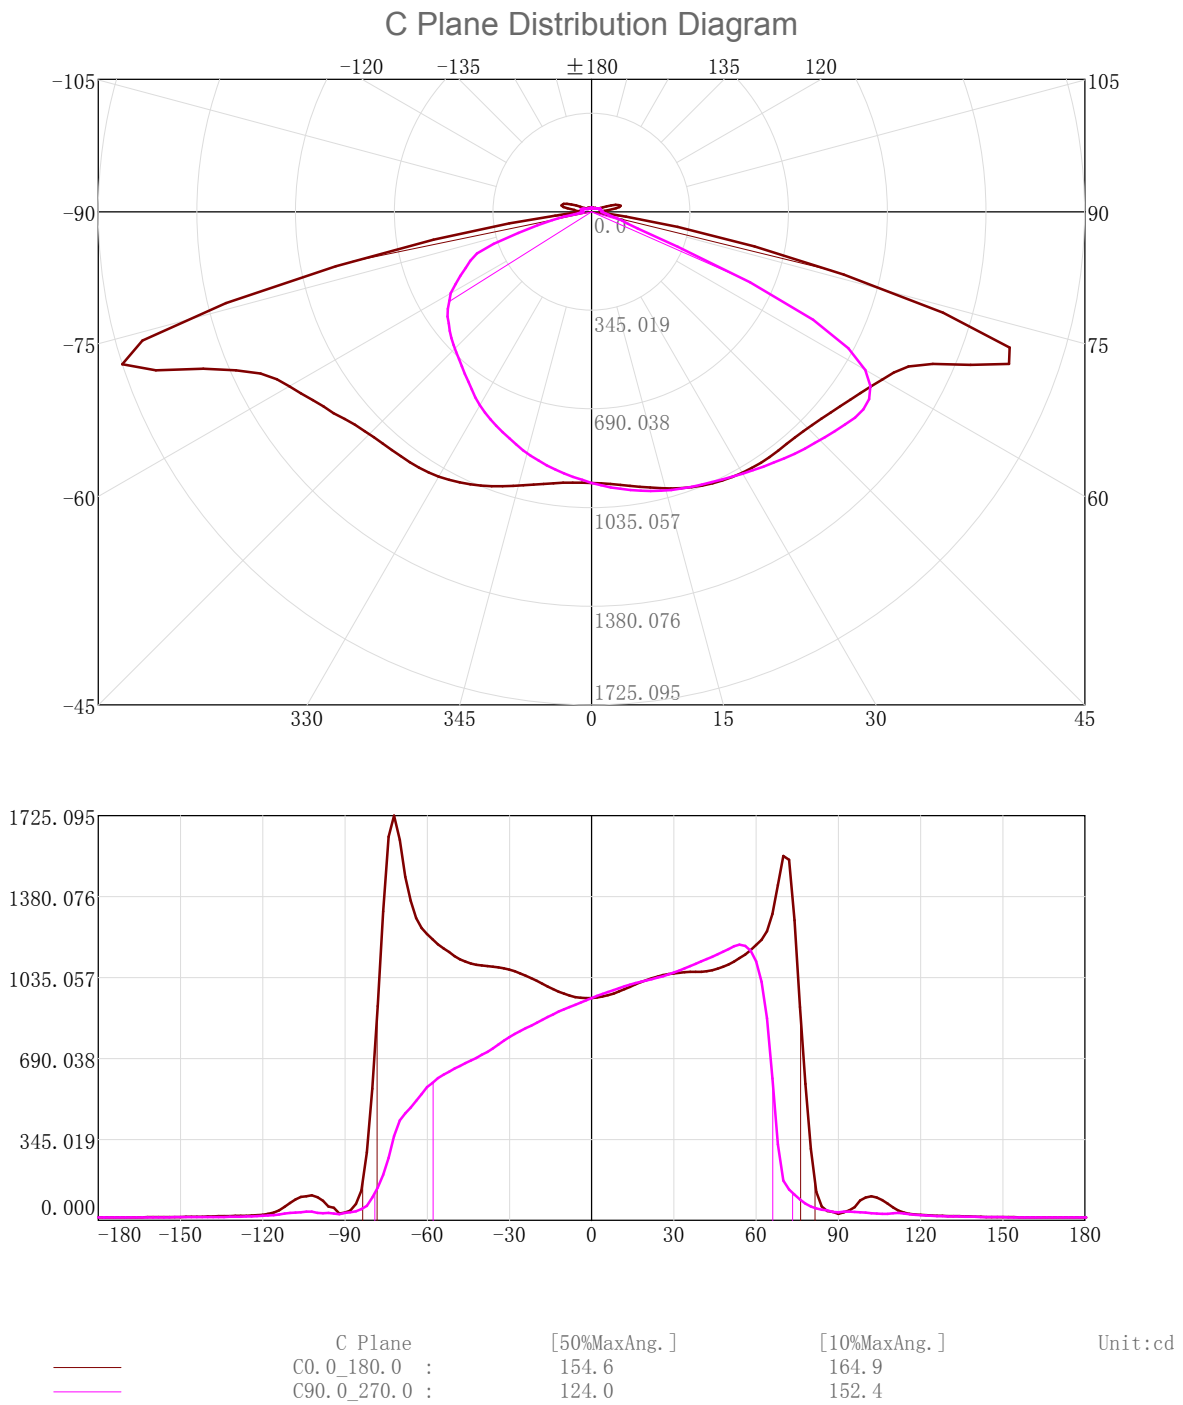 C Plane Distribution Diagram
-120 -135 ±180 135 120
-105 105
-90 90
0.0
345.019
-75 75
690.038
-60 60
1035.057
1380.076
1725.095
-45
330 345 0 15 30 45
1725.095
1380.076
1035.057
690.038
345.019
0.000
-180 -150 -120 -90 -60 -30 0 30 60 90 120 150 180
C Plane [50%MaxAng.] [10%MaxAng.] Unit:cd
C0.0_180.0 : 154.6 164.9
C90.0_270.0 : 124.0 152.4